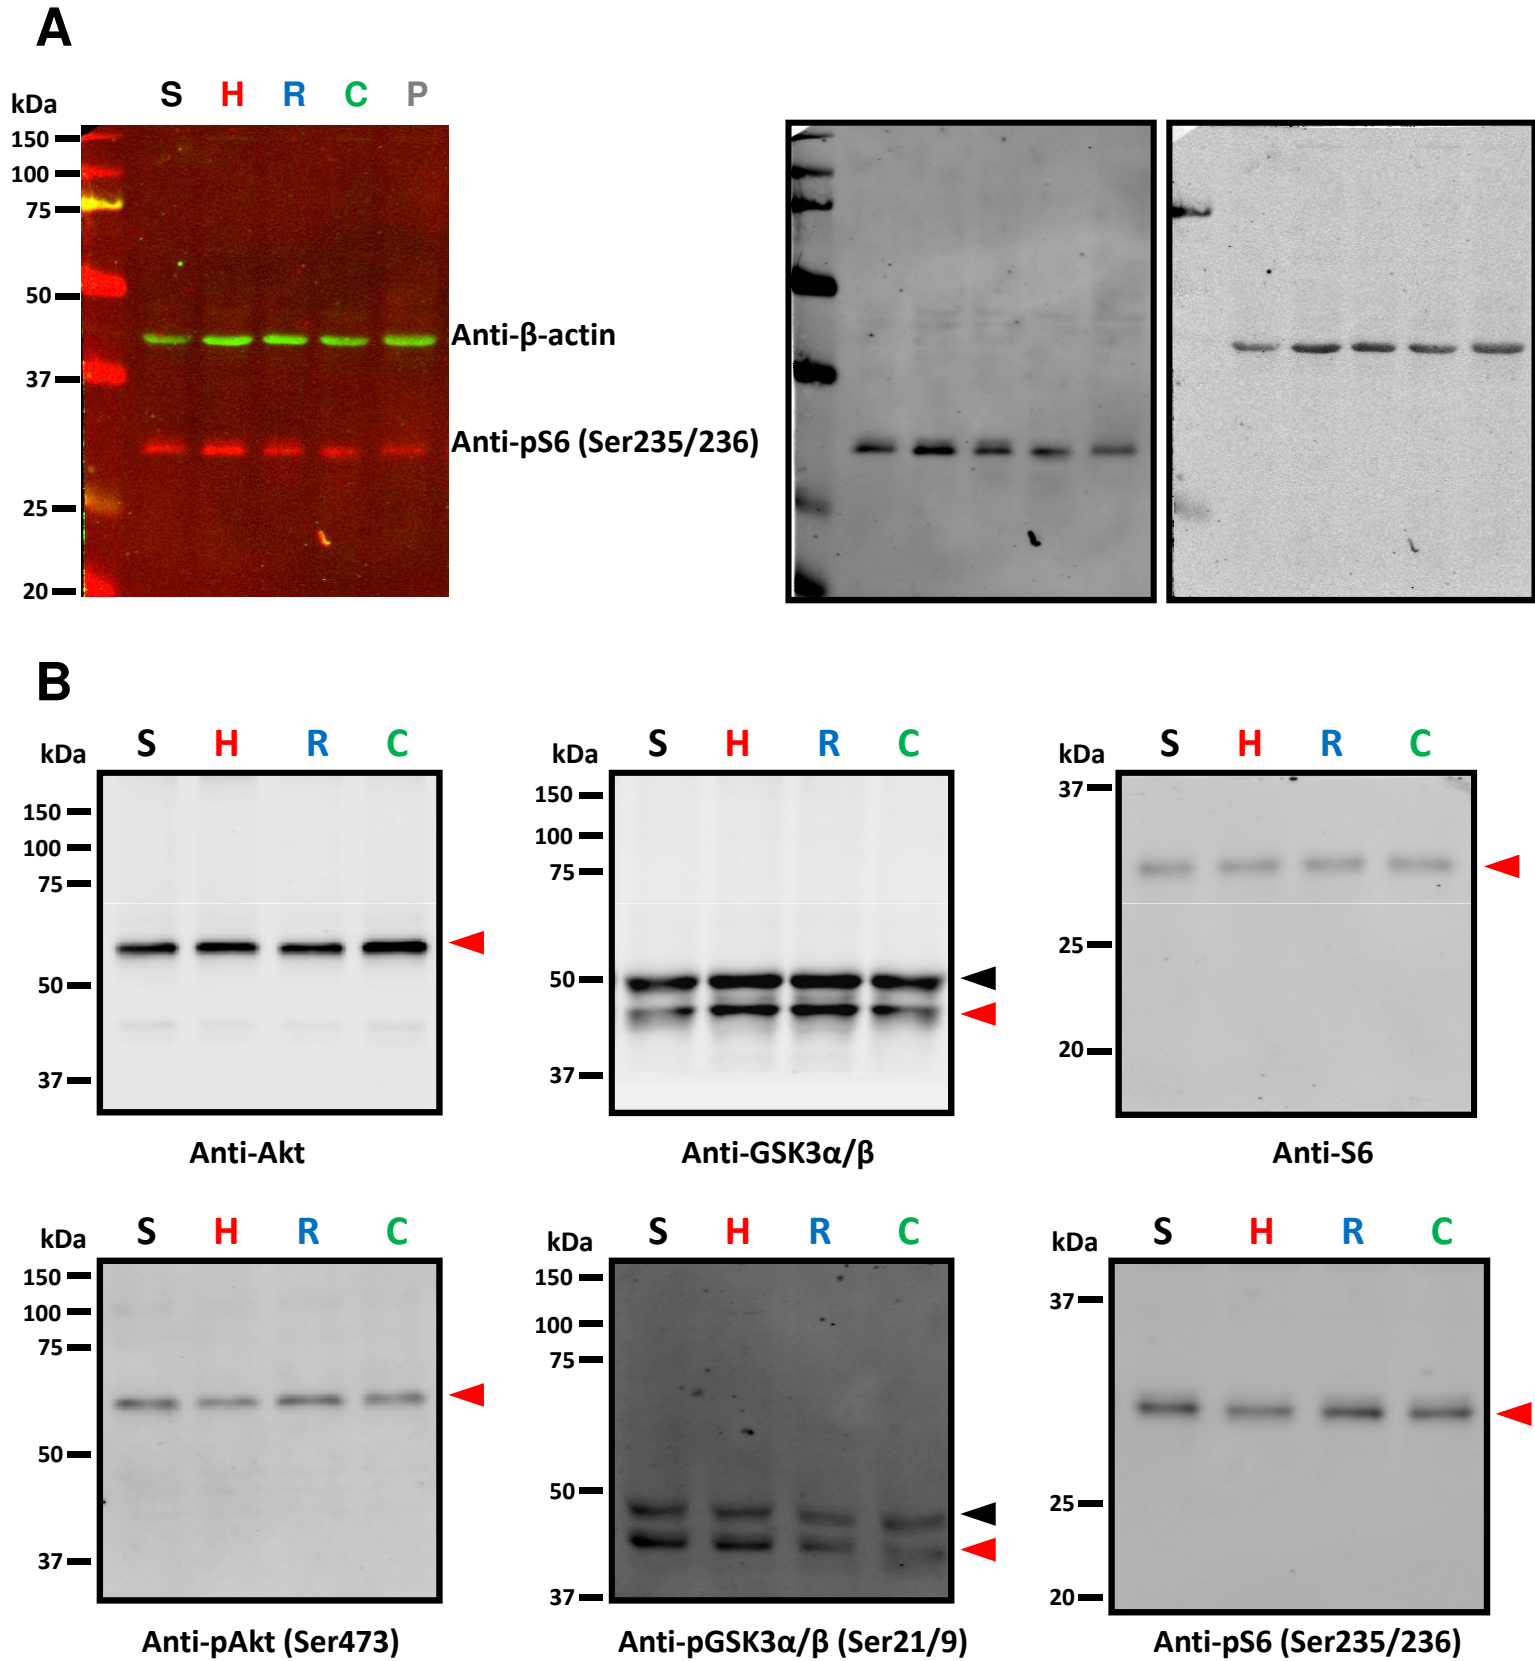 A
kDa S H R C P
150
100
75
50
37
25
20
Anti-β-actin
Anti-pS6 (Ser235/236)
B
kDa S H R C
150
100
75
50
37
Anti-Akt
kDa S H R C
150
100
75
50
37
Anti-GSK3α/β
kDa S H R C
37
25
20
Anti-S6
kDa S H R C
150
100
75
50
37
Anti-pAkt (Ser473)
kDa S H R C
150
100
75
50
37
Anti-pGSK3α/β (Ser21/9)
kDa S H R C
37
25
20
Anti-pS6 (Ser235/236)